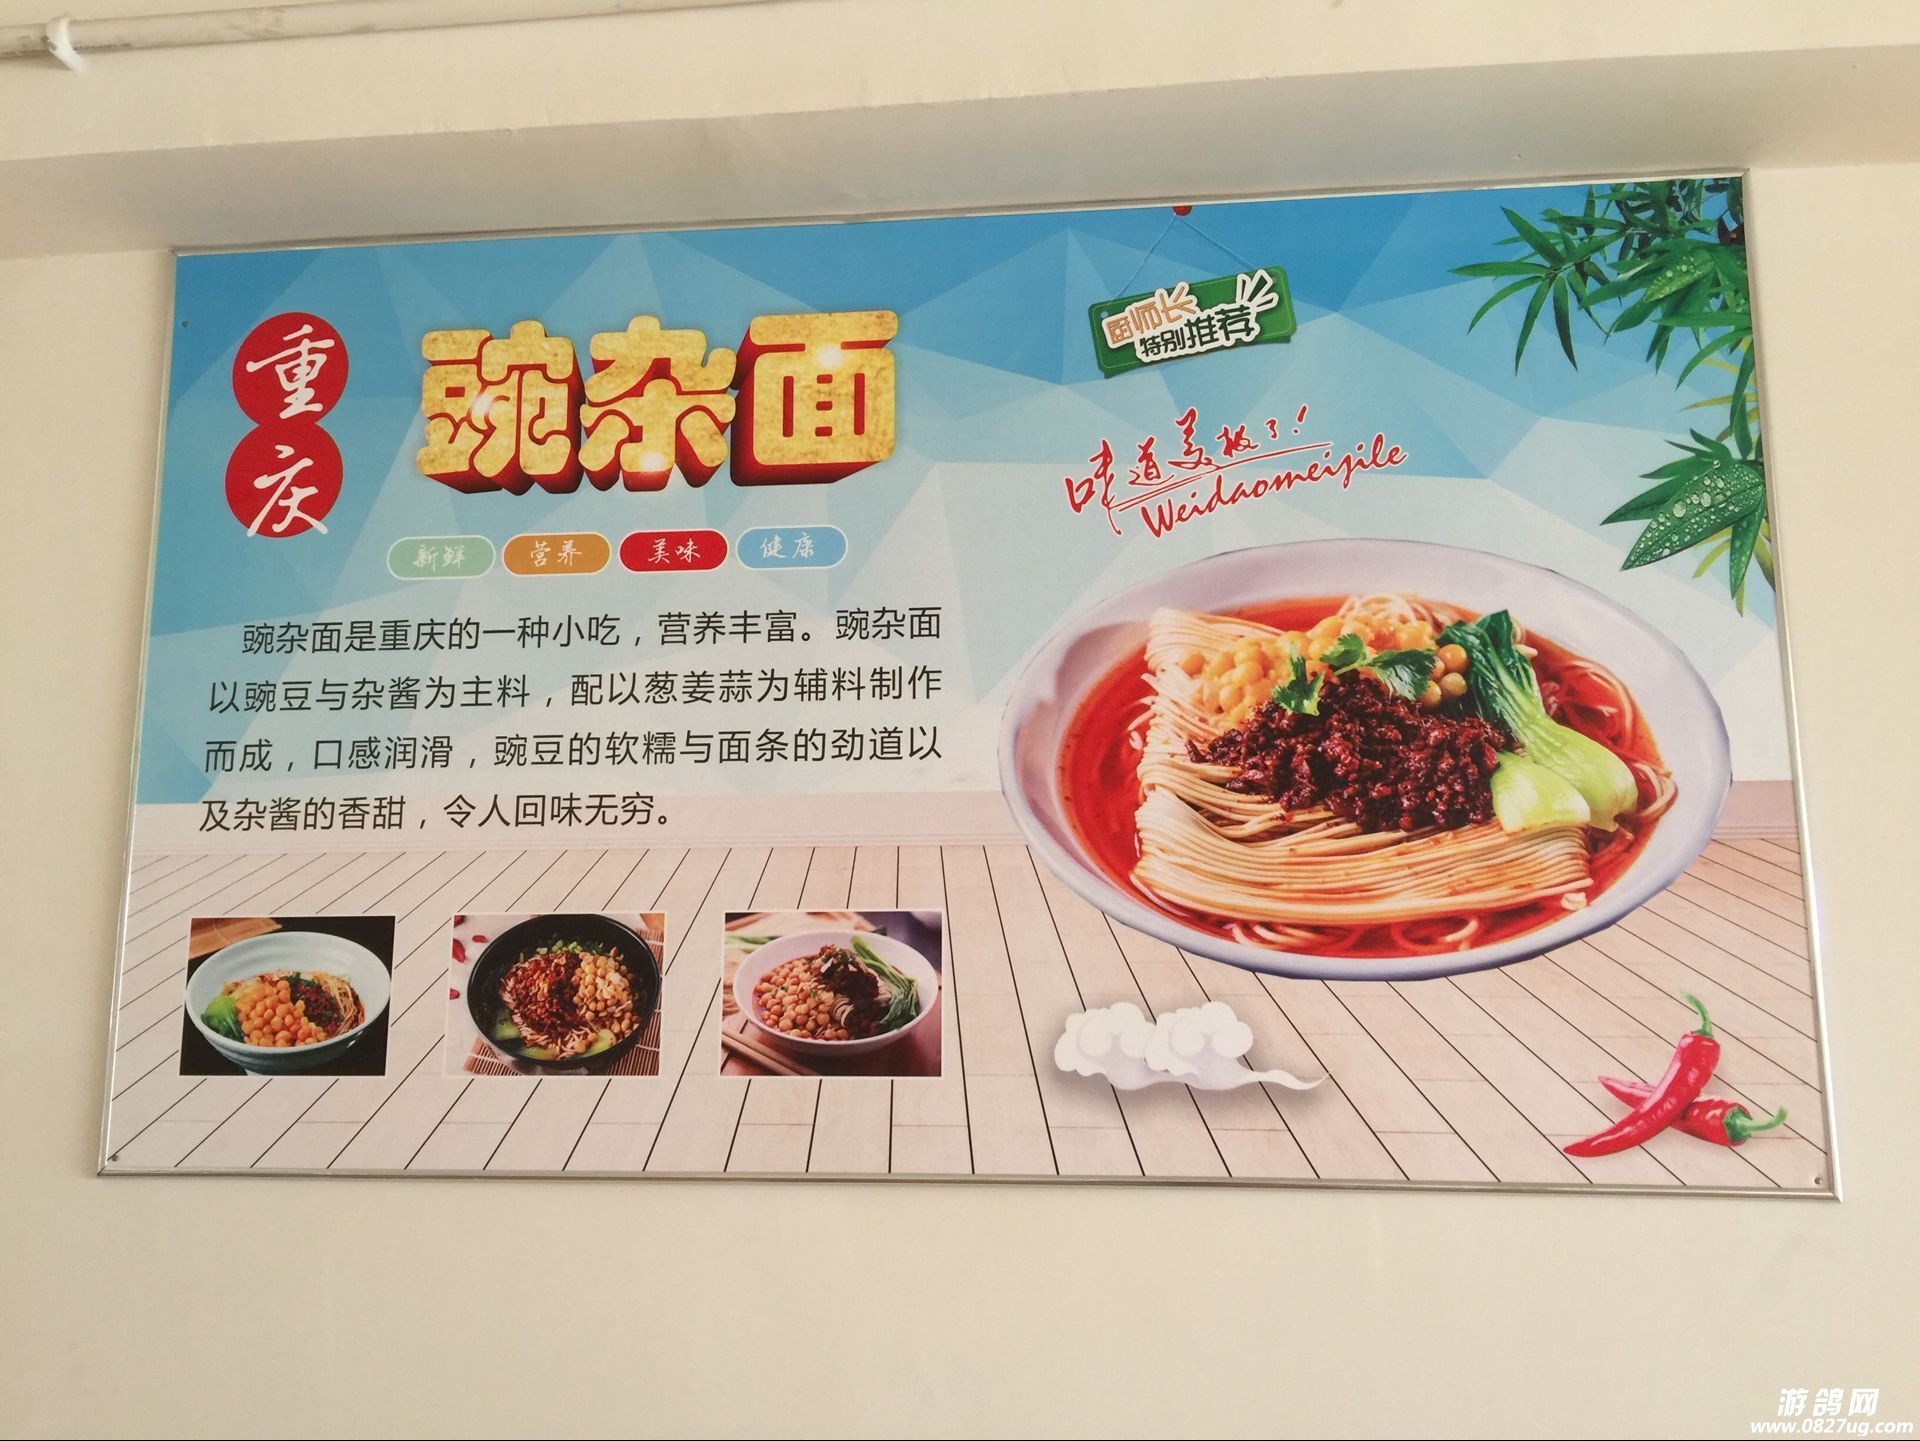 重庆
豌杂面
厨师长
特别推荐
味道美极了!
Weidaomeijile
新鲜 营养 美味 健康
豌杂面是重庆的一种小吃，营养丰富。豌杂面
以豌豆与杂酱为主料，配以葱姜蒜为辅料制作
而成，口感润滑，豌豆的软糯与面条的劲道以
及杂酱的香甜，令人回味无穷。
游鸽网
www.0827ug.com